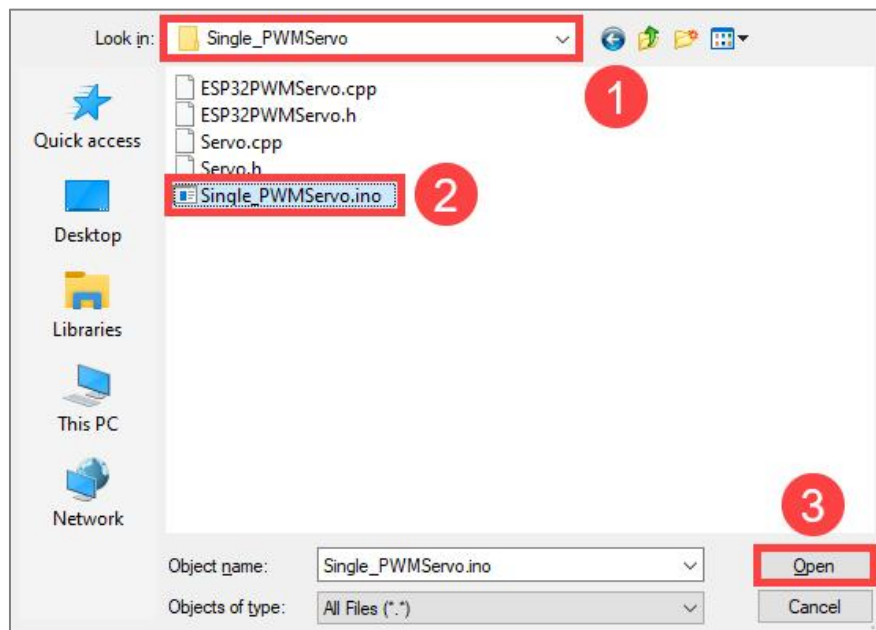 Look in: Single_PWMServo
1
ESP32PWMServo.cpp
ESP32PWMServo.h
Servo.cpp
Servo.h
Single_PWMServo.ino
2
Quick access
Desktop
Libraries
This PC
Network
3
Object name: Single_PWMServo.ino Open
Objects of type: All Files (*.*) Cancel